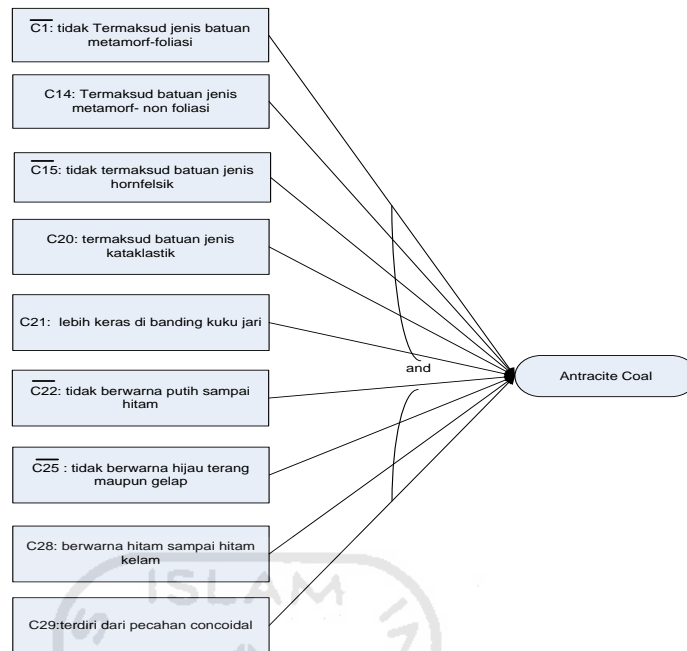 C1: tidak Termaksud jenis batuan
metamorf-foliasi
C14: Termaksud batuan jenis
metamorf- non foliasi
C15: tidak termaksud batuan jenis
hornfelsik
C20: termaksud batuan jenis
kataklastik
C21: lebih keras di banding kuku jari
C22: tidak berwarna putih sampai
hitam
C25 : tidak berwarna hijau terang
maupun gelap
C28: berwarna hitam sampai hitam
kelam
C29:terdiri dari pecahan concoidal
and
Antracite Coal
ISLAM